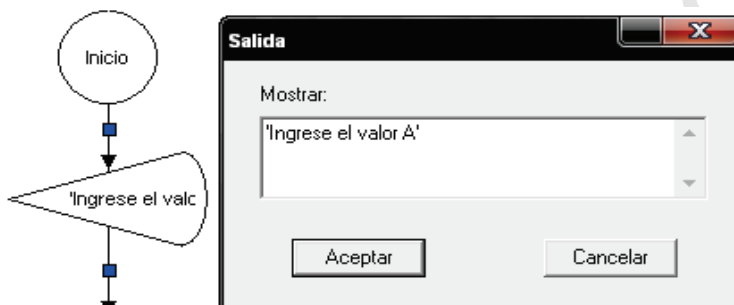 Inicio
'Ingrese el valc
Salida
Mostrar:
'Ingrese el valor A'
Aceptar
Cancelar